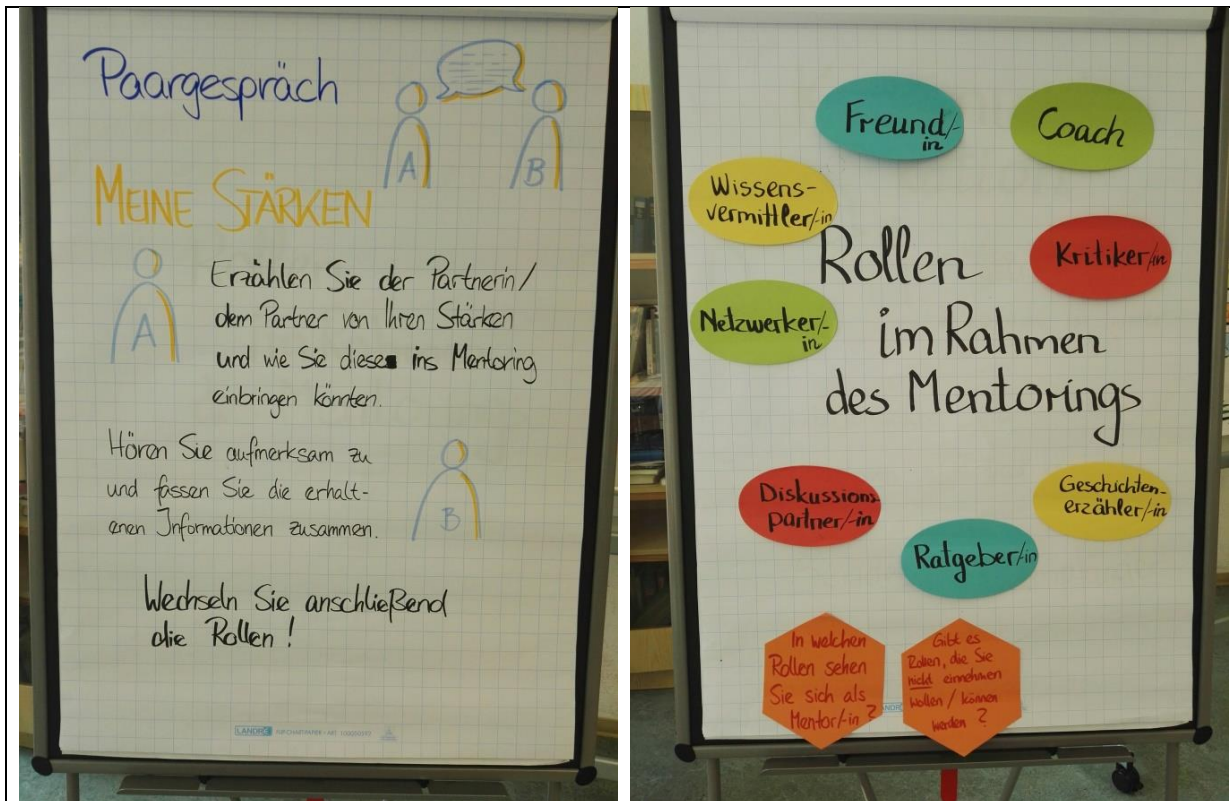 Paargespräch
A
B
MEINE STÄRKEN
A
Erzählen Sie der Partnerin/
dem Partner von Ihren Stärken
und wie Sie diese ins Mentoring
einbringen könnten.
Hören Sie aufmerksam zu
und fassen Sie die erhalt-
enen Informationen zusammen.
B
Wechseln Sie anschließend
die Rollen!
LANDRÉ
Freund/-
in
Coach
Wissens-
vermittler/-in
Kritiker/in
Netzwerker/-
in
Rollen
im Rahmen
des Mentorings
Diskussions-
partner/-in
Geschichten-
erzähler/-in
Ratgeber/in
In welchen
Rollen sehen
Sie sich als
Mentor/-in?
Gibt es
Rollen, die Sie
nicht einnehmen
wollen / können
werden?